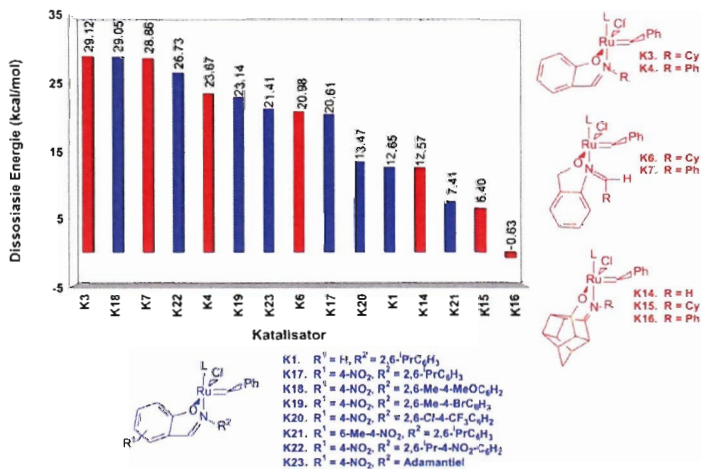 Dissosiasie Energie (kcal/mol)
35
25
15
5
-5
29.12
29.05
28.86
26.73
23.67
23.14
21.41
20.98
20.61
13.47
12.65
12.57
7.41
6.40
-0.63
K3 K18 K7 K22 K4 K19 K23 K6 K17 K20 K1 K14 K21 K15 K16
Katalisator
L
Cl
Ru
Ph
O
N
R
K3. R = Cy
K4. R = Ph
L
Cl
Ru
Ph
O
N
H
R
K6. R = Cy
K7. R = Ph
L
Cl
Ru
Ph
O
N
R
K14. R = H
K15. R = Cy
K16. R = Ph
L
Cl
Ru
Ph
O
N
R²
R¹
K1. R¹ = H, R² = 2,6-ⁱPrC₆H₃
K17. R¹ = 4-NO₂, R² = 2,6-ⁱPrC₆H₃
K18. R¹ = 4-NO₂, R² = 2,6-Me-4-MeOC₆H₂
K19. R¹ = 4-NO₂, R² = 2,6-Me-4-BrC₆H₃
K20. R¹ = 4-NO₂, R² = 2,6-Cl-4-CF₃C₆H₂
K21. R¹ = 6-Me-4-NO₂, R² = 2,6-ⁱPrC₆H₃
K22. R¹ = 4-NO₂, R² = 2,6-ⁱPr-4-NO₂-C₆H₂
K23. R¹ = 4-NO₂, R² = Adamantiel